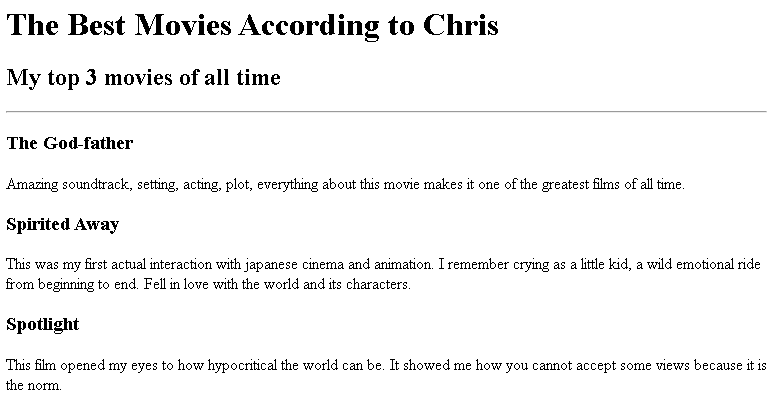 The Best Movies According to Chris
My top 3 movies of all time
The God-father
Amazing soundtrack, setting, acting, plot, everything about this movie makes it one of the greatest films of all time.
Spirited Away
This was my first actual interaction with japanese cinema and animation. I remember crying as a little kid, a wild emotional ride
from beginning to end. Fell in love with the world and its characters.
Spotlight
This film opened my eyes to how hypocritical the world can be. It showed me how you cannot accept some views because it is
the norm.